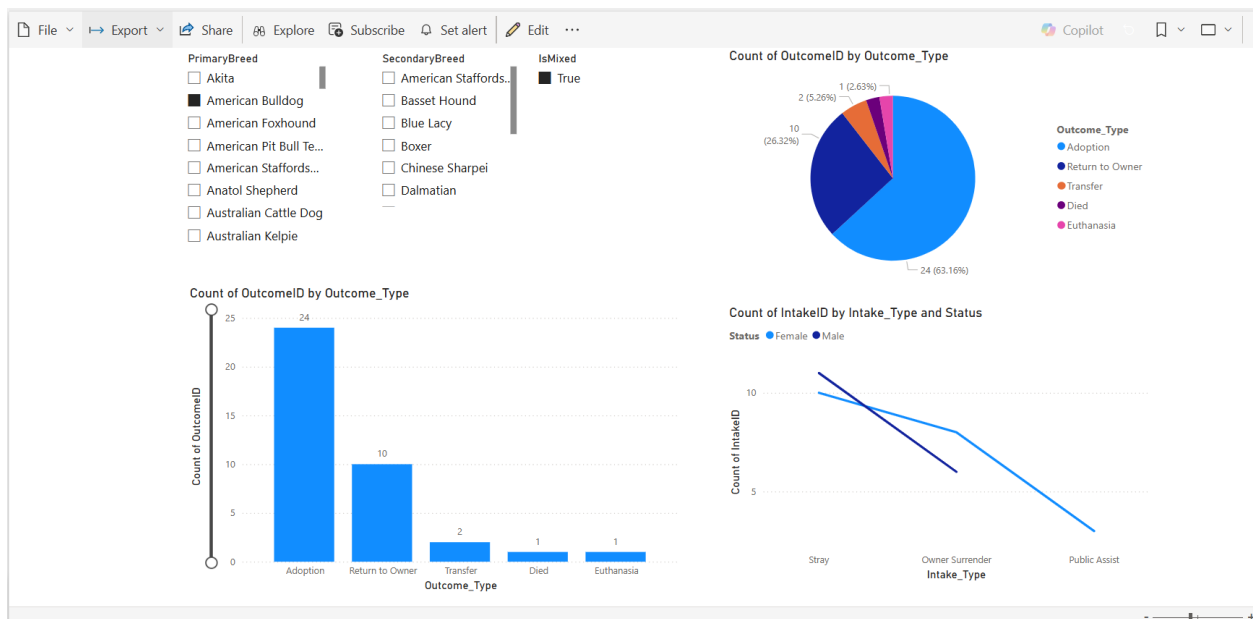 File Export Share Explore Subscribe Set alert Edit ··· Copilot
PrimaryBreed
Akita
American Bulldog
American Foxhound
American Pit Bull Te...
American Staffords...
Anatol Shepherd
Australian Cattle Dog
Australian Kelpie
SecondaryBreed
American Staffords...
Basset Hound
Blue Lacy
Boxer
Chinese Sharpei
Dalmatian
IsMixed
True
Count of OutcomeID by Outcome_Type
1 (2.63%)
2 (5.26%)
10
(26.32%)
24 (63.16%)
Outcome_Type
Adoption
Return to Owner
Transfer
Died
Euthanasia
Count of OutcomeID by Outcome_Type
Count of OutcomeID
25
20
15
10
5
0
24
10
2
1
1
Adoption Return to Owner Transfer Died Euthanasia
Outcome_Type
Count of IntakeID by Intake_Type and Status
Status Female Male
Count of IntakeID
10
5
Stray Owner Surrender Public Assist
Intake_Type
- +